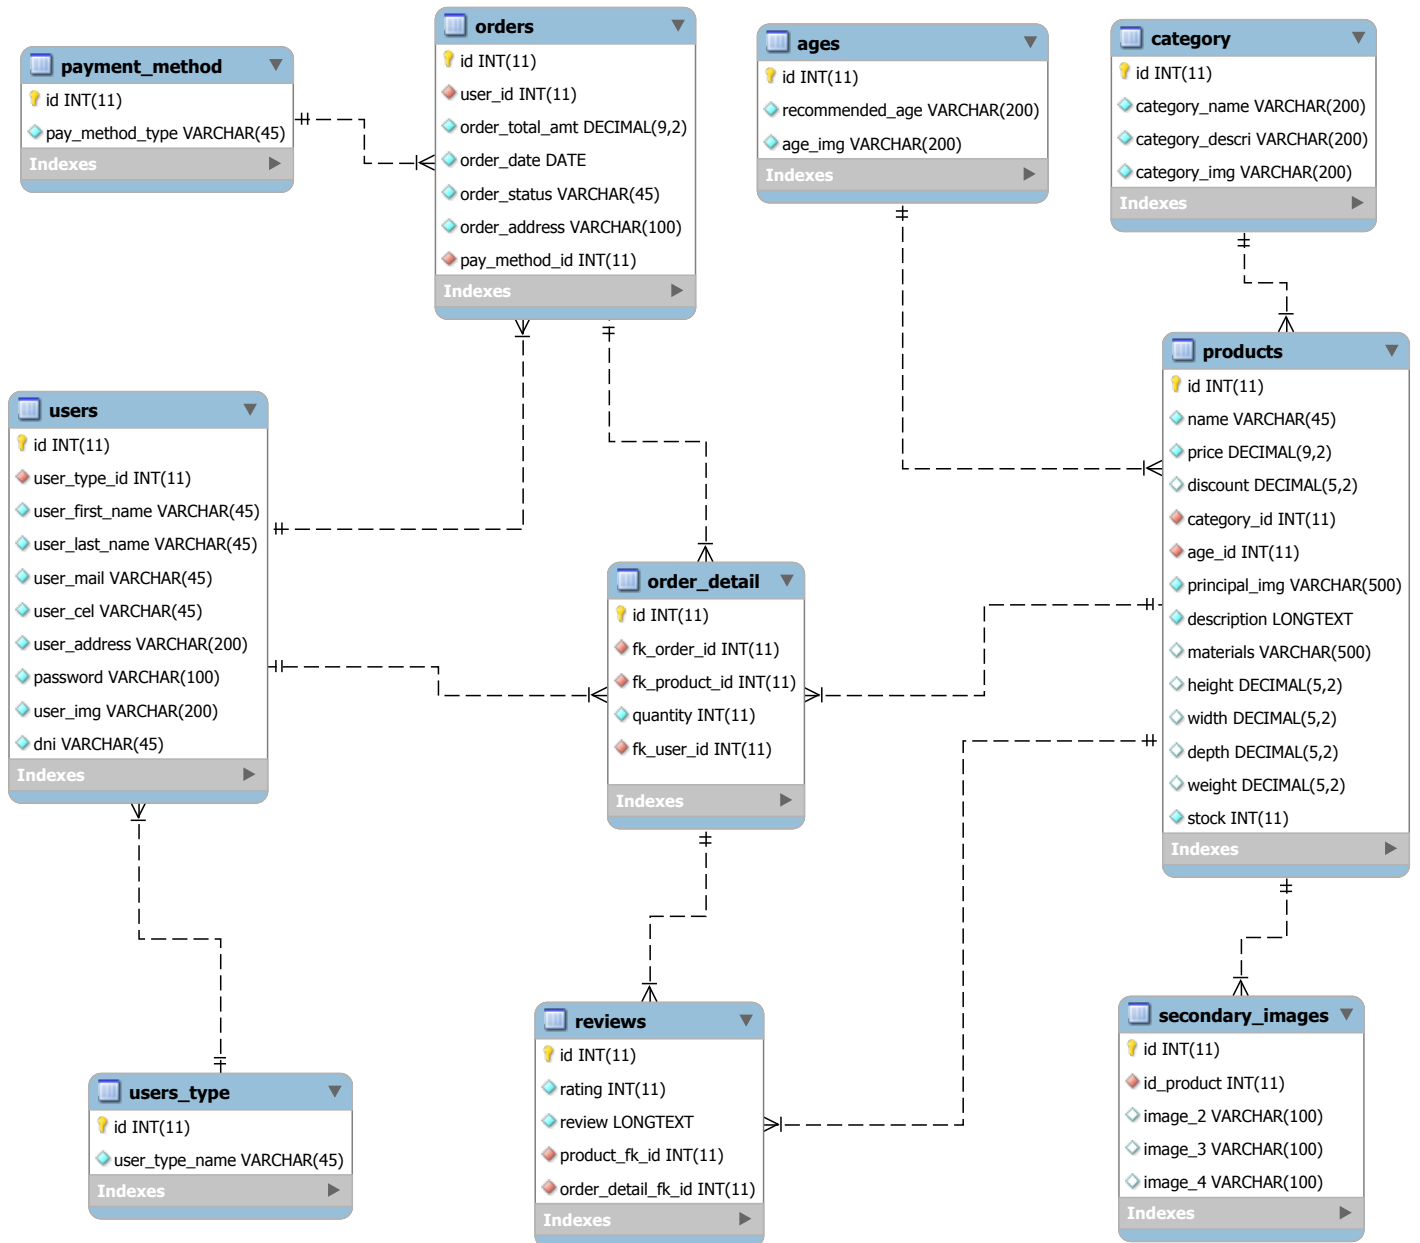 payment_method
id INT(11)
pay_method_type VARCHAR(45)
Indexes
orders
id INT(11)
user_id INT(11)
order_total_amt DECIMAL(9,2)
order_date DATE
order_status VARCHAR(45)
order_address VARCHAR(100)
pay_method_id INT(11)
Indexes
ages
id INT(11)
recommended_age VARCHAR(200)
age_img VARCHAR(200)
Indexes
category
id INT(11)
category_name VARCHAR(200)
category_descri VARCHAR(200)
category_img VARCHAR(200)
Indexes
users
id INT(11)
user_type_id INT(11)
user_first_name VARCHAR(45)
user_last_name VARCHAR(45)
user_mail VARCHAR(45)
user_cel VARCHAR(45)
user_address VARCHAR(200)
password VARCHAR(100)
user_img VARCHAR(200)
dni VARCHAR(45)
Indexes
order_detail
id INT(11)
fk_order_id INT(11)
fk_product_id INT(11)
quantity INT(11)
fk_user_id INT(11)
Indexes
products
id INT(11)
name VARCHAR(45)
price DECIMAL(9,2)
discount DECIMAL(5,2)
category_id INT(11)
age_id INT(11)
principal_img VARCHAR(500)
description LONGTEXT
materials VARCHAR(500)
height DECIMAL(5,2)
width DECIMAL(5,2)
depth DECIMAL(5,2)
weight DECIMAL(5,2)
stock INT(11)
Indexes
users_type
id INT(11)
user_type_name VARCHAR(45)
Indexes
reviews
id INT(11)
rating INT(11)
review LONGTEXT
product_fk_id INT(11)
order_detail_fk_id INT(11)
Indexes
secondary_images
id INT(11)
id_product INT(11)
image_2 VARCHAR(100)
image_3 VARCHAR(100)
image_4 VARCHAR(100)
Indexes